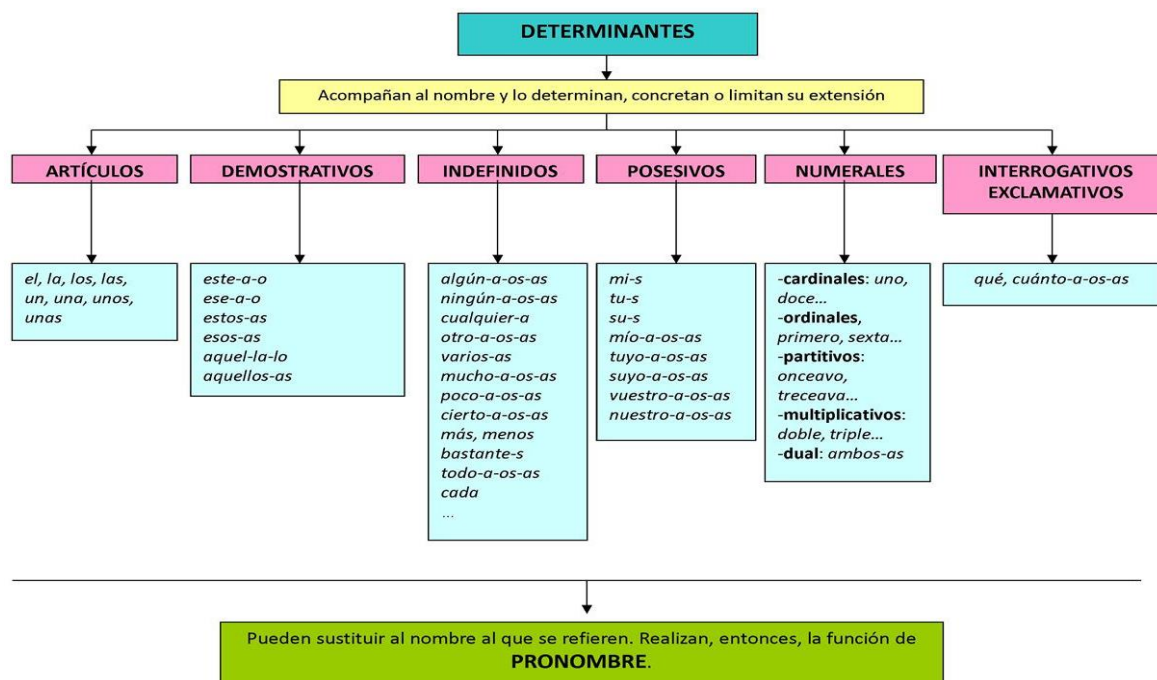 DETERMINANTES
Acompañan al nombre y lo determinan, concretan o limitan su extensión
ARTÍCULOS
DEMOSTRATIVOS
INDEFINIDOS
POSESIVOS
NUMERALES
INTERROGATIVOS
EXCLAMATIVOS
el, la, los, las,
un, una, unos,
unas
este-a-o
ese-a-o
estos-as
esos-as
aquel-la-lo
aquellos-as
algún-a-os-as
ningún-a-os-as
cualquier-a
otro-a-os-as
varios-as
mucho-a-os-as
poco-a-os-as
cierto-a-os-as
más, menos
bastante-s
todo-a-os-as
cada
...
mi-s
tu-s
su-s
mío-a-os-as
tuyo-a-os-as
suyo-a-os-as
vuestro-a-os-as
nuestro-a-os-as
-cardinales: uno,
doce...
-ordinales,
primero, sexta...
-partitivos:
onceavo,
treceava...
-multiplicativos:
doble, triple...
-dual: ambos-as
qué, cuánto-a-os-as
Pueden sustituir al nombre al que se refieren. Realizan, entonces, la función de
PRONOMBRE.